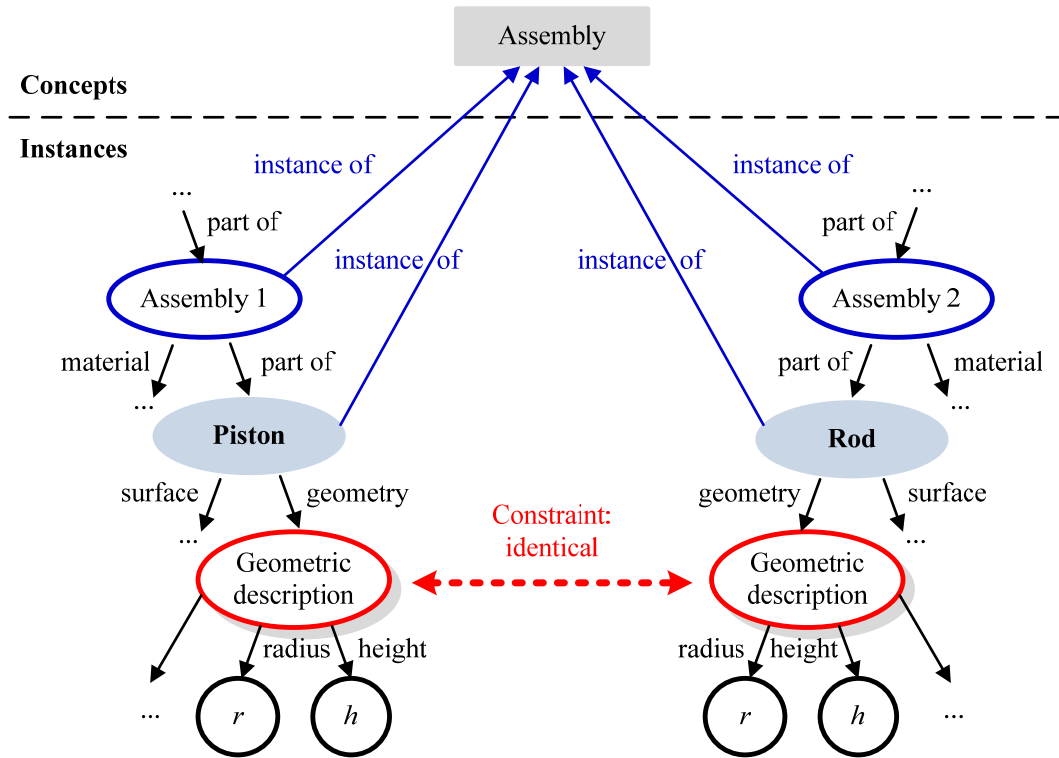 Assembly
Concepts
Instances
instance of
instance of
...
...
part of
part of
instance of
instance of
Assembly 1
Assembly 2
material
part of
part of
material
...
...
Piston
Rod
surface
geometry
geometry
surface
Constraint:
identical
...
...
Geometric
description
Geometric
description
radius
height
radius
height
...
r
h
r
h
...